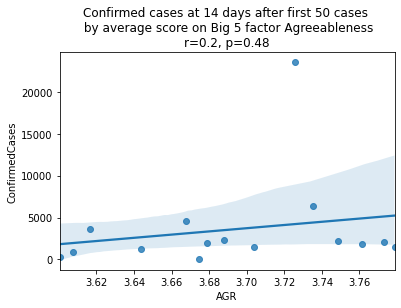 Confirmed cases at 14 days after first 50 cases
by average score on Big 5 factor Agreeableness
r=0.2, p=0.48
20000
15000
10000
5000
0
ConfirmedCases
3.62 3.64 3.66 3.68 3.70 3.72 3.74 3.76
AGR